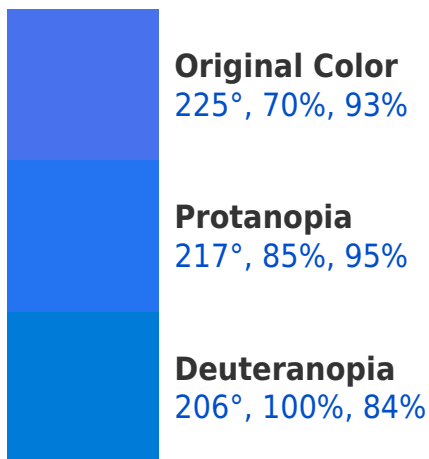 Original Color
225°, 70%, 93%
Protanopia
217°, 85%, 95%
Deuteranopia
206°, 100%, 84%